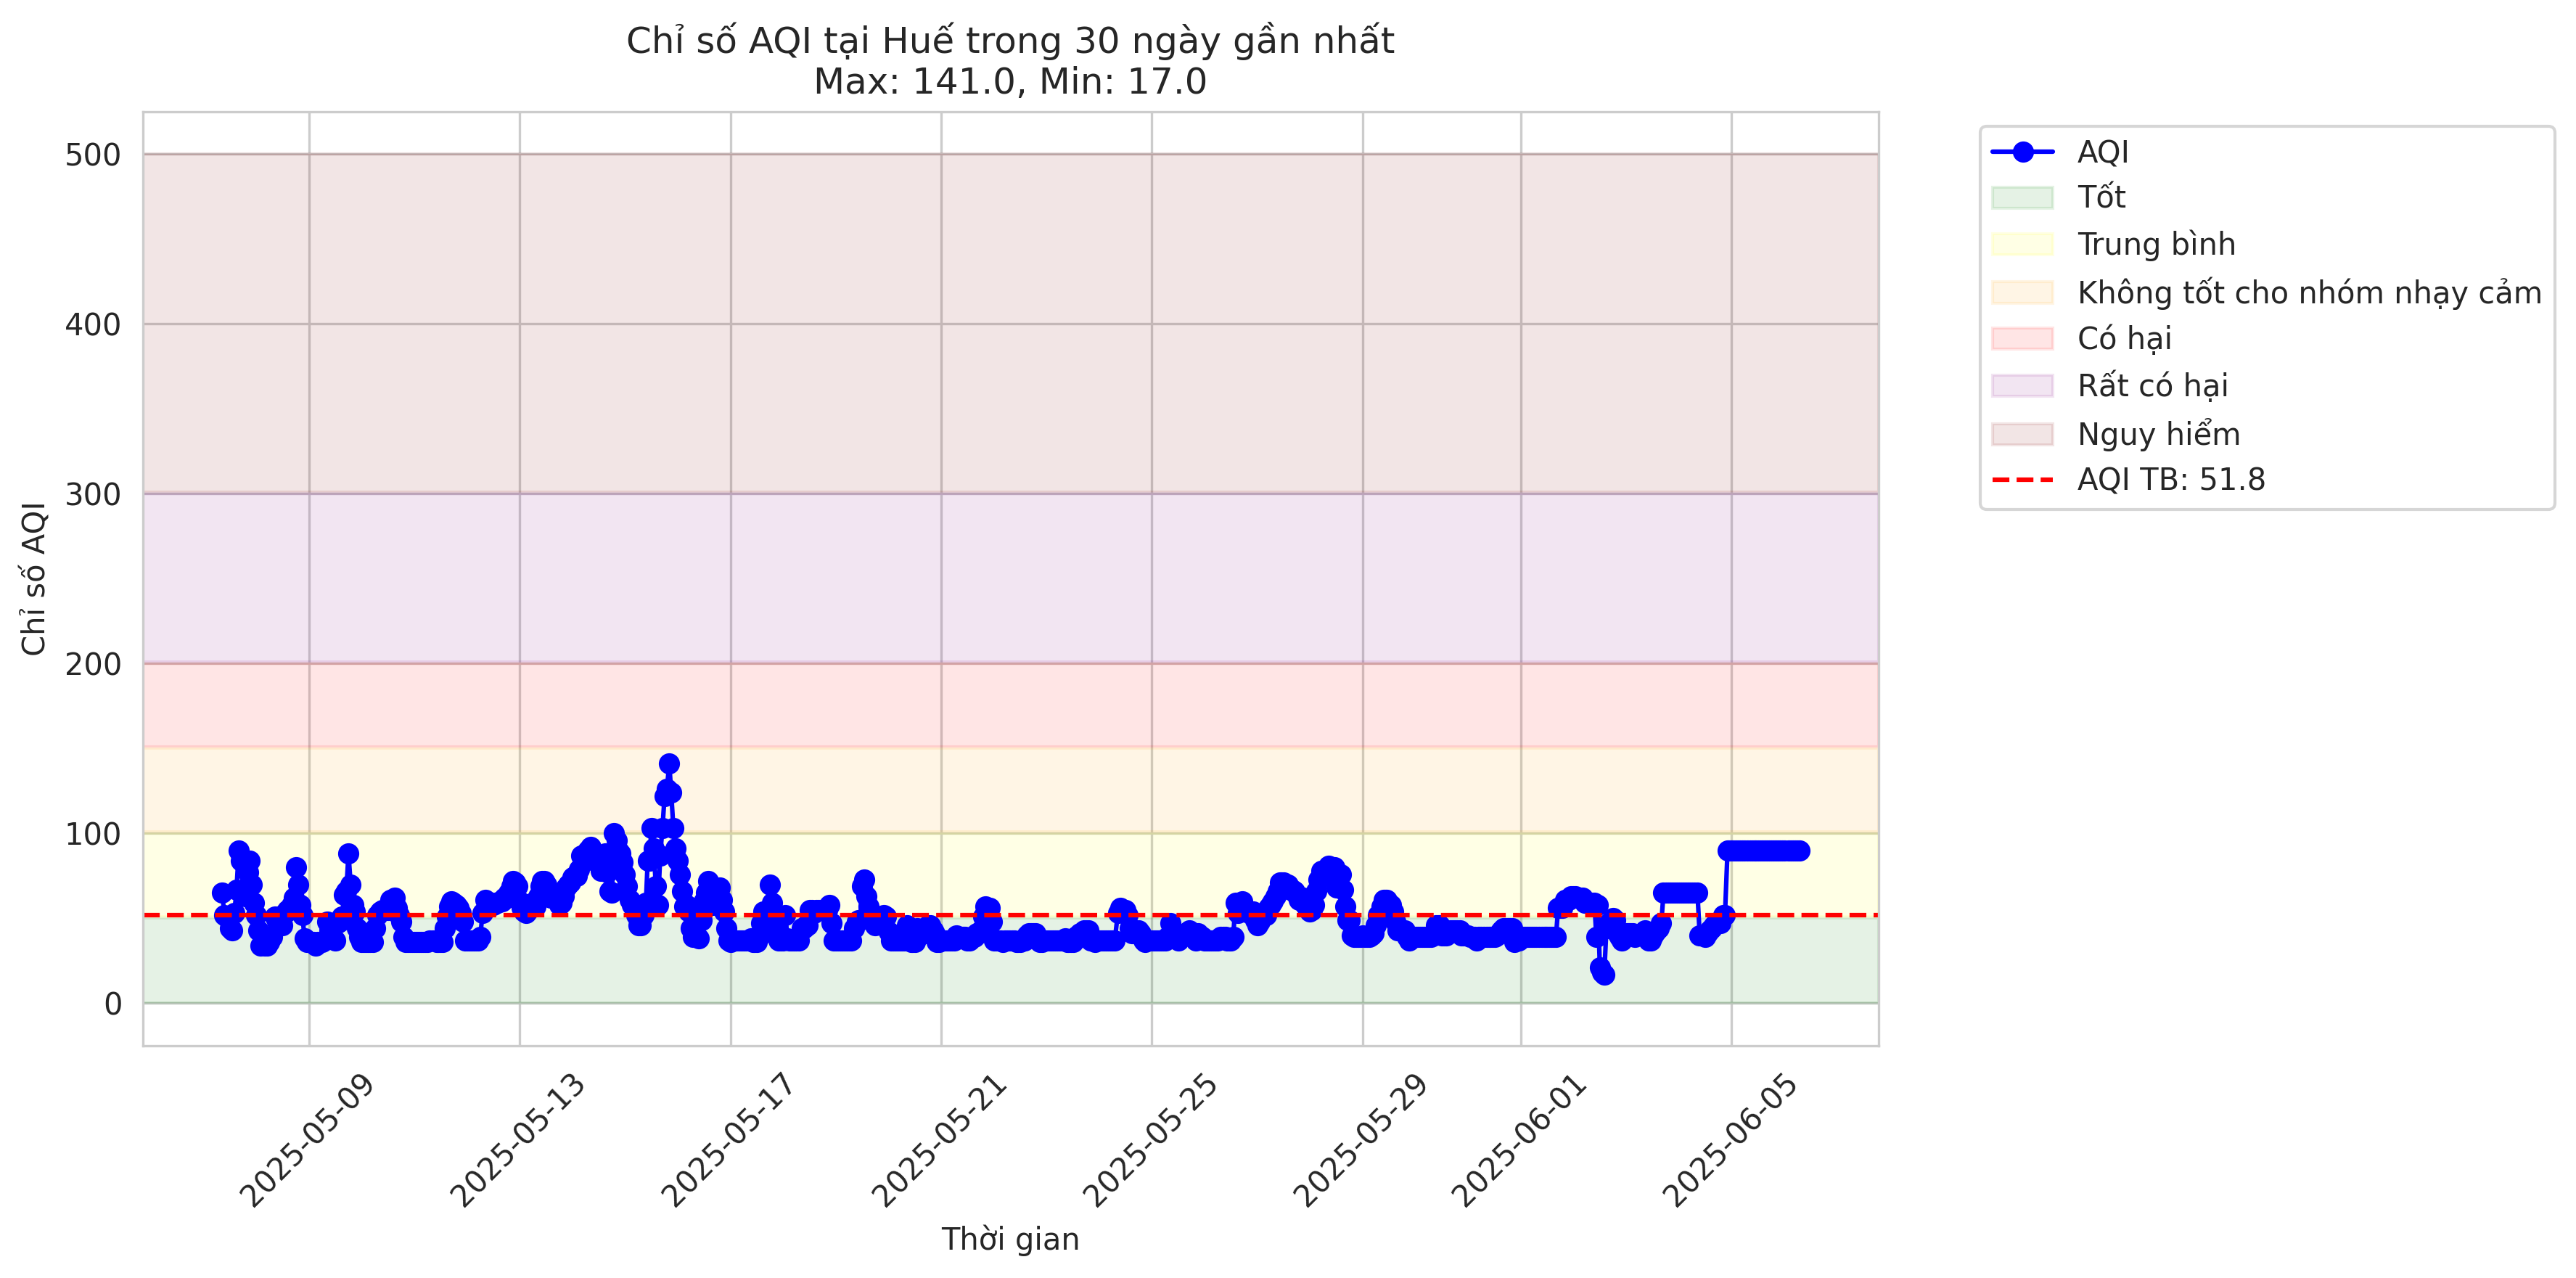 Chỉ số AQI tại Huế trong 30 ngày gần nhất
Max: 141.0, Min: 17.0
Chỉ số AQI
500
400
300
200
100
0
2025-05-09
2025-05-13
2025-05-17
2025-05-21
2025-05-25
2025-05-29
2025-06-01
2025-06-05
Thời gian
AQI
Tốt
Trung bình
Không tốt cho nhóm nhạy cảm
Có hại
Rất có hại
Nguy hiểm
AQI TB: 51.8